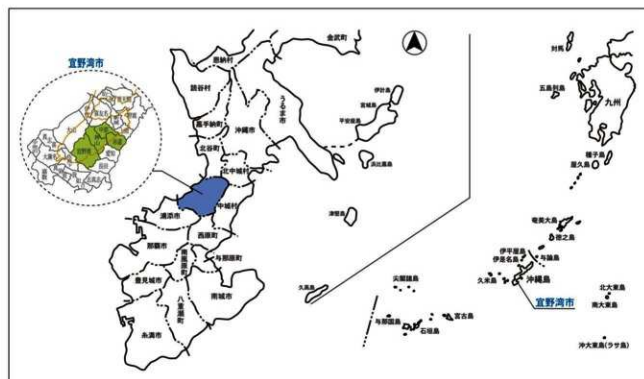 宜野湾市
金武町
恩納村
読谷村
うるま市
嘉手納町
沖縄市
北谷町
北中城村
中城村
浦添市
西原町
那覇市
与那原町
南風原町
豊見城市
南城市
八重瀬町
糸満市
伊計島
宮城島
平安座島
浜比嘉島
津堅島
久高島
対馬
五島列島
九州
種子島
屋久島
奄美大島
徳之島
伊平屋島
伊是名島
与論島
沖縄島
久米島
宜野湾市
北大東島
南大東島
沖大東島(ラサ島)
尖閣諸島
宮古島
与那国島
石垣島